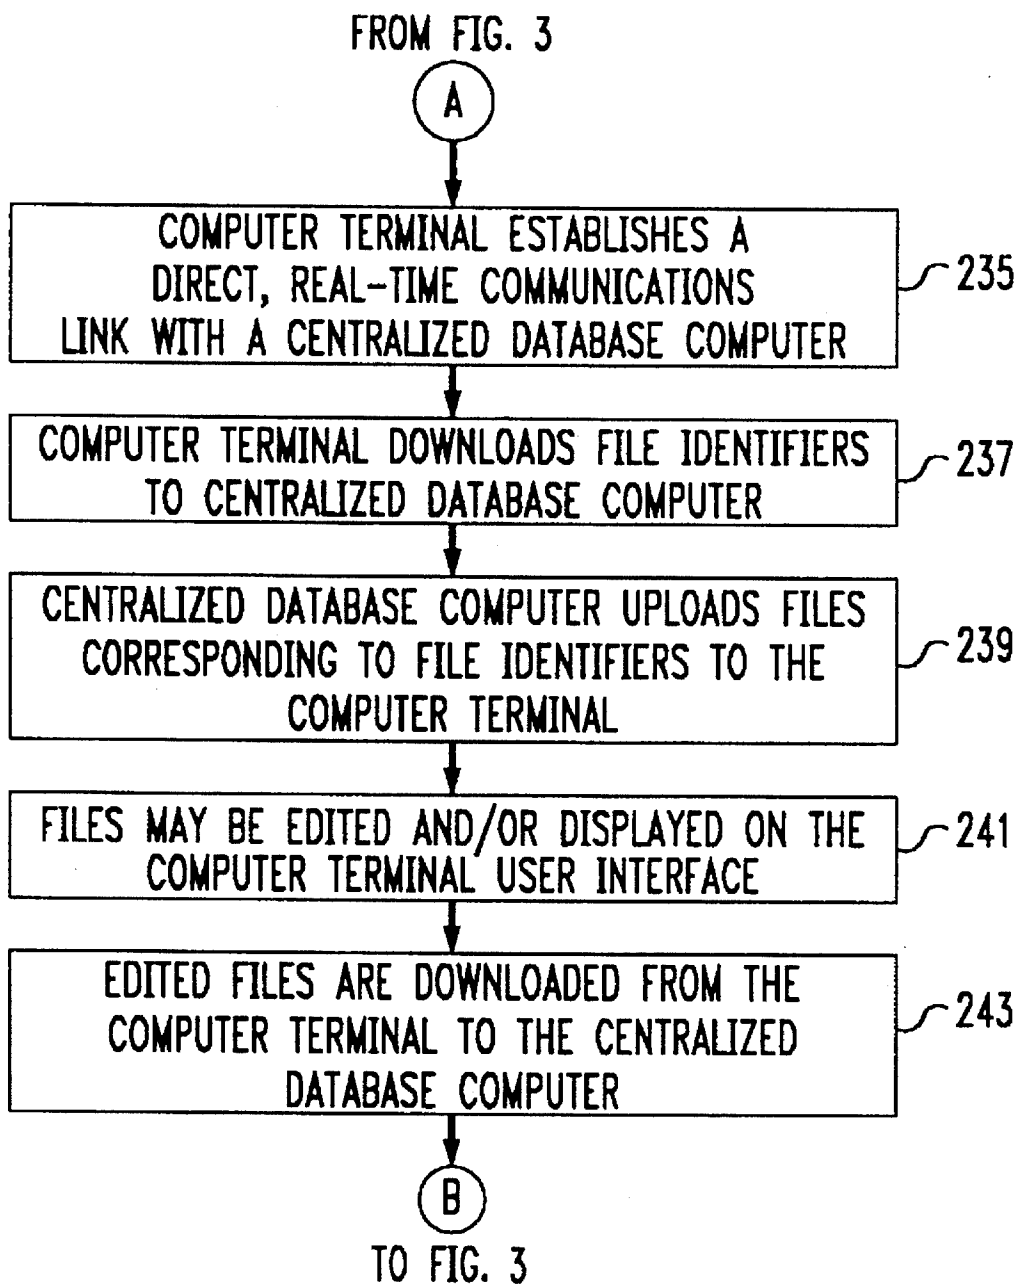 FROM FIG. 3
A
COMPUTER TERMINAL ESTABLISHES A
DIRECT, REAL-TIME COMMUNICATIONS
LINK WITH A CENTRALIZED DATABASE COMPUTER
235
COMPUTER TERMINAL DOWNLOADS FILE IDENTIFIERS
TO CENTRALIZED DATABASE COMPUTER
237
CENTRALIZED DATABASE COMPUTER UPLOADS FILES
CORRESPONDING TO FILE IDENTIFIERS TO THE
COMPUTER TERMINAL
239
FILES MAY BE EDITED AND/OR DISPLAYED ON THE
COMPUTER TERMINAL USER INTERFACE
241
EDITED FILES ARE DOWNLOADED FROM THE
COMPUTER TERMINAL TO THE CENTRALIZED
DATABASE COMPUTER
243
B
TO FIG. 3